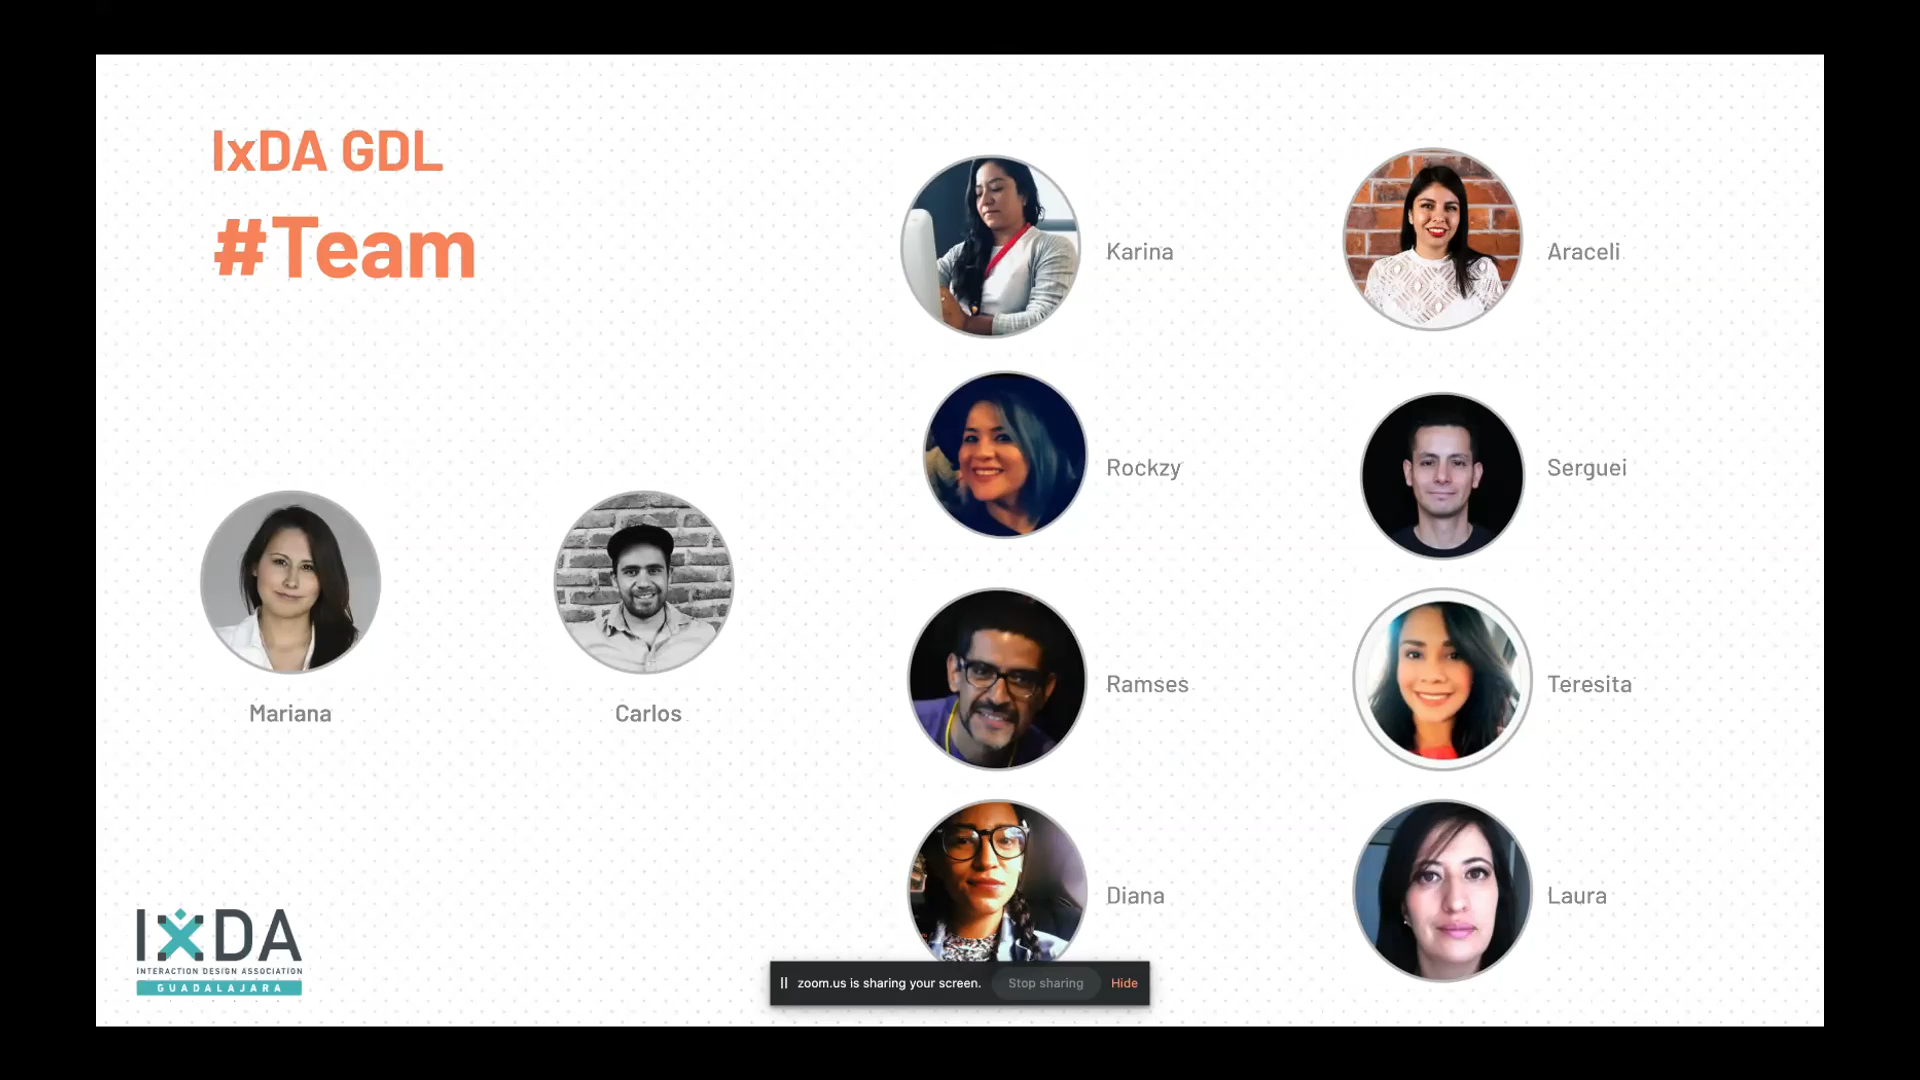 IxDA GDL
#Team
Karina
Araceli
Rockzy
Serguei
Mariana
Carlos
Ramses
Teresita
Diana
Laura
IxDA
INTERACTION DESIGN ASSOCIATION
GUADALAJARA
zoom.us is sharing your screen. Stop sharing Hide